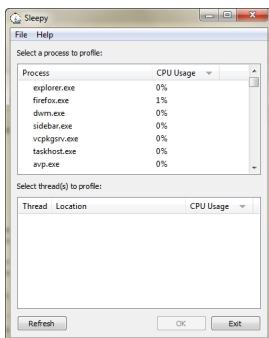 Sleepy
File Help
Select a process to profile:
Process CPU Usage
explorer.exe 0%
firefox.exe 1%
dwm.exe 0%
sidebar.exe 0%
vcpkgsrv.exe 0%
taskhost.exe 0%
avp.exe 0%
Select thread(s) to profile:
Thread Location CPU Usage
Refresh OK Exit